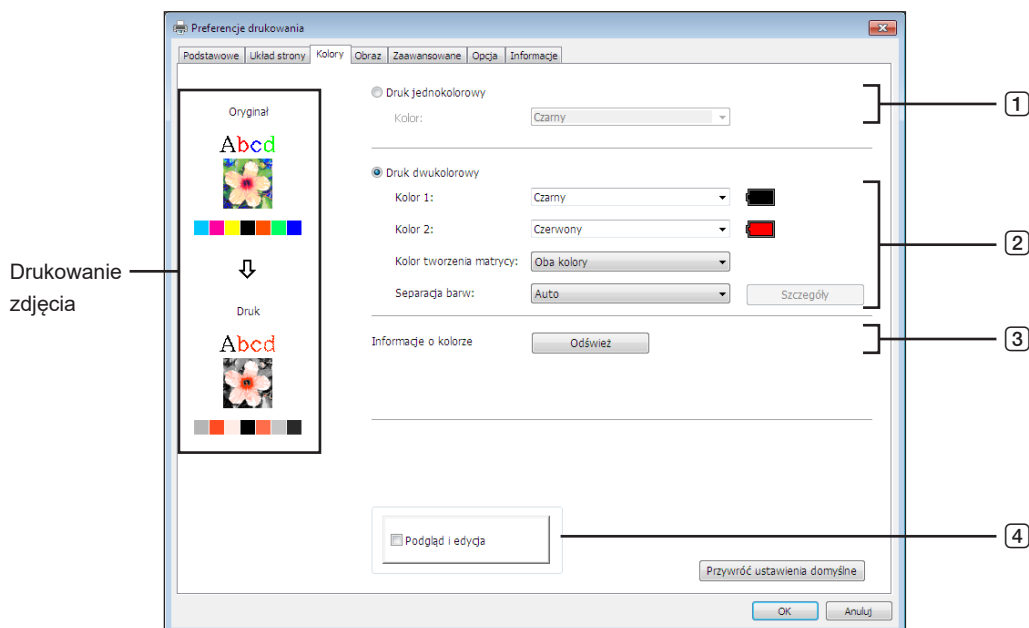 Preferencje drukowania
Podstawowe Układ strony Kolory Obraz Zaawansowane Opcja Informacje
Oryginał
Abcd
Druk
Abcd
Drukowanie
zdjęcia
Druk jednokolorowy
Kolor: Czarny
1
Druk dwukolorowy
Kolor 1: Czarny
Kolor 2: Czerwony
Kolor tworzenia matrycy: Oba kolory
Separacja barw: Auto Szczegóły
2
Informacje o kolorze Odśwież
3
Podgląd i edycja
4
Przywróć ustawienia domyślne
OK Anuluj